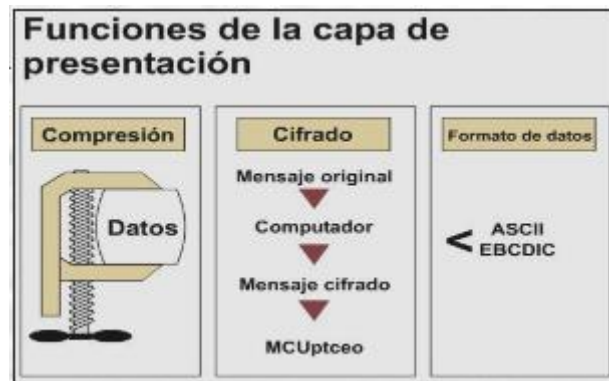 Funciones de la capa de
presentación
Compresión
Datos
Cifrado
Mensaje original
Computador
Mensaje cifrado
MCUptceo
Formato de datos
< ASCII
EBCDIC